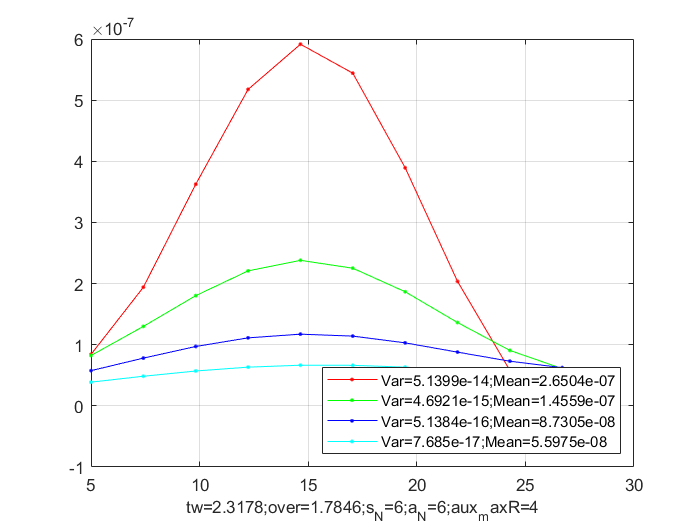 ×10-7
6
5
4
3
2
1
0
-1
5 10 15 20 25 30
Var=5.1399e-14;Mean=2.6504e-07
Var=4.6921e-15;Mean=1.4559e-07
Var=5.1384e-16;Mean=8.7305e-08
Var=7.685e-17;Mean=5.5975e-08
tw=2.3178;over=1.7846;sN=6;aN=6;auxmaxR=4